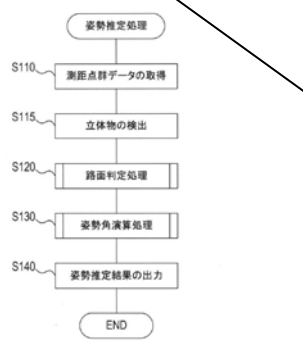 姿勢推定処理
S110
測距点群データの取得
S115
立体物の検出
S120
路面判定処理
S130
姿勢角演算処理
S140
姿勢推定結果の出力
END